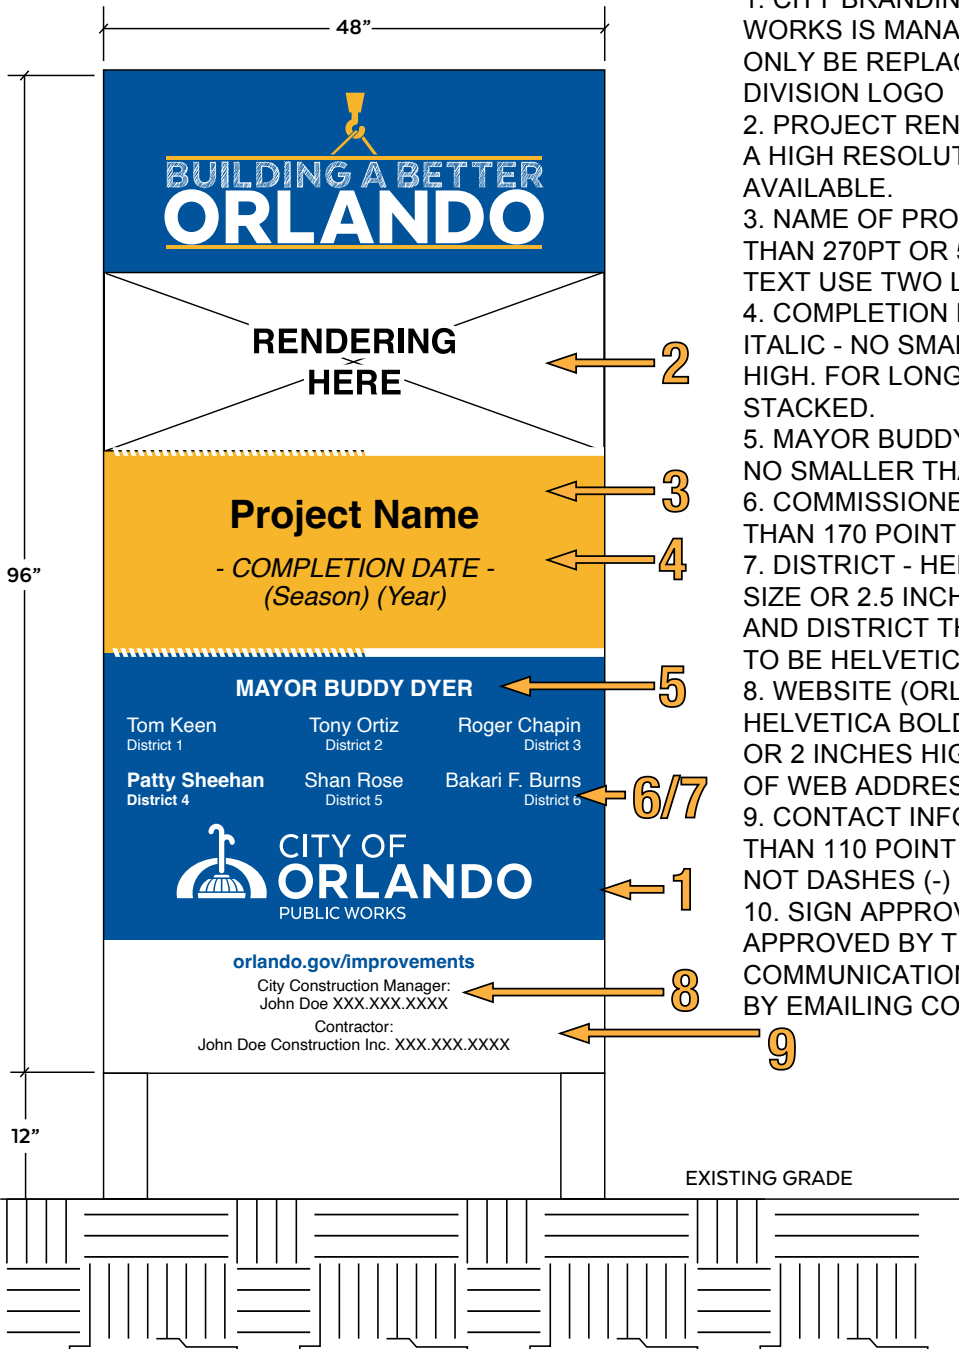 48”
96”
12”
BUILDING A BETTER
ORLANDO
RENDERING
HERE
2
Project Name
3
- COMPLETION DATE -
(Season) (Year)
4
MAYOR BUDDY DYER
5
Tom Keen
District 1
Tony Ortiz
District 2
Roger Chapin
District 3
Patty Sheehan
District 4
Shan Rose
District 5
Bakari F. Burns
District 6
6/7
CITY OF
ORLANDO
PUBLIC WORKS
1
orlando.gov/improvements
City Construction Manager:
John Doe XXX.XXX.XXXX
8
Contractor:
John Doe Construction Inc. XXX.XXX.XXXX
9
EXISTING GRADE
1. CITY BRANDIN
WORKS IS MANA
ONLY BE REPLAC
DIVISION LOGO
2. PROJECT REN
A HIGH RESOLUT
AVAILABLE.
3. NAME OF PRO
THAN 270PT OR 5
TEXT USE TWO L
4. COMPLETION
ITALIC - NO SMAL
HIGH. FOR LONG
STACKED.
5. MAYOR BUDDY
NO SMALLER THA
6. COMMISSIONE
THAN 170 POINT
7. DISTRICT - HEL
SIZE OR 2.5 INCH
AND DISTRICT TH
TO BE HELVETIC
8. WEBSITE (ORL
HELVETICA BOLD
OR 2 INCHES HIG
OF WEB ADDRES
9. CONTACT INFO
THAN 110 POINT
NOT DASHES (-)
10. SIGN APPROV
APPROVED BY T
COMMUNICATION
BY EMAILING CO